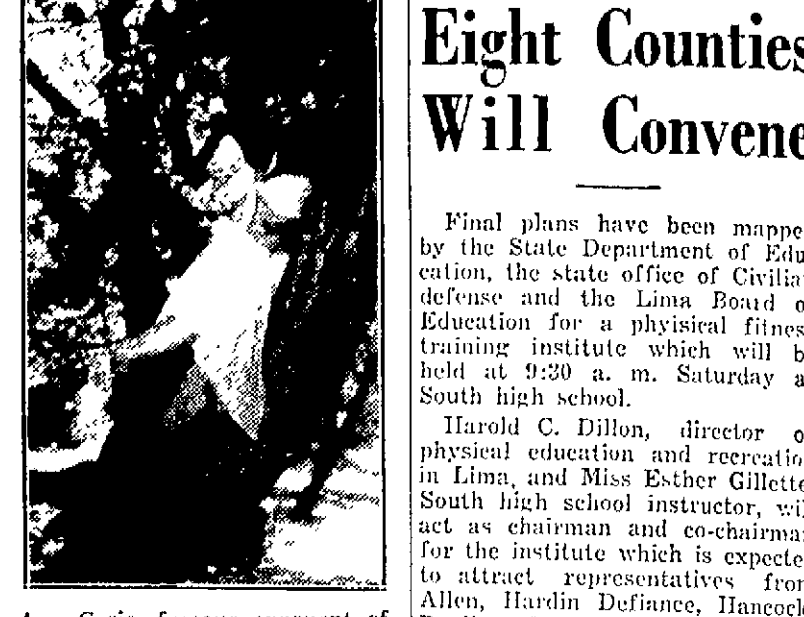 Eight Counties
Will Convene
Final plans have been mappe
by the State Department of Edu
cation, the state office of Civilia
defense and the Lima Board o
Education for a phyisical fitnes
training institute which will b
held at 9:30 a. m. Saturday a
South high school.
Harold C. Dillon, director o
physical education and recreatio
in Lima, and Miss Esther Gillette
South high school instructor, wil
act as chairman and co-chairma
for the institute which is expecte
to attract representatives fron
Allen, Hardin Defiance, Hancock